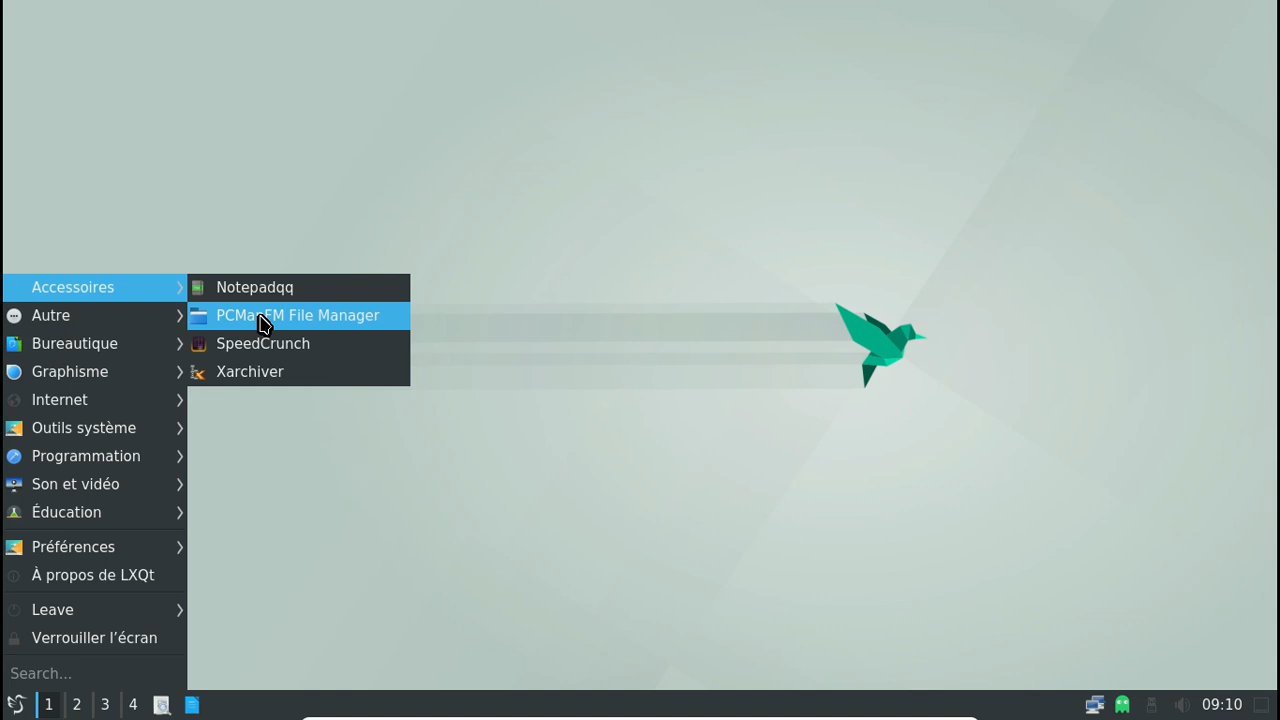 Accessoires
Autre
Bureautique
Graphisme
Internet
Outils système
Programmation
Son et vidéo
Éducation
Préférences
À propos de LXQt
Leave
Verrouiller l’écran
Search...
Notepadqq
PCManFM File Manager
SpeedCrunch
Xarchiver
1 2 3 4
09:10